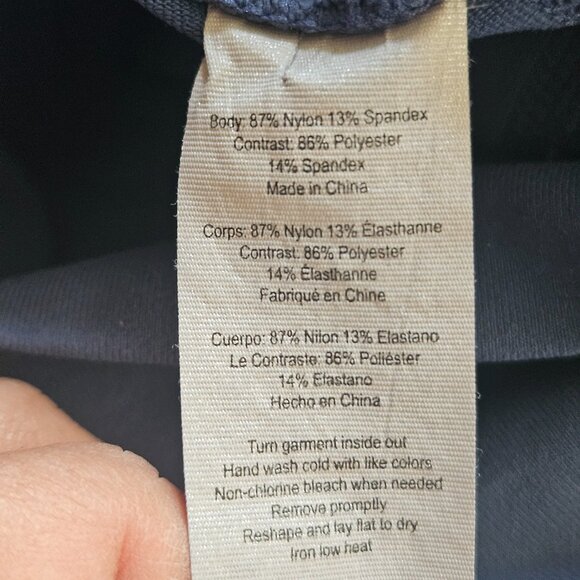 Body: 87% Nylon 13% Spandex
Contrast: 86% Polyester
14% Spandex
Made in China
Corps: 87% Nylon 13% Élasthanne
Contrast: 86% Polyester
14% Élasthanne
Fabriqué en Chine
Cuerpo: 87% Nilon 13% Elastano
Le Contraste: 86% Poliéster
14% Elastano
Hecho en China
Turn garment inside out
Hand wash cold with like colors
Non-chlorine bleach when needed
Remove promptly
Reshape and lay flat to dry
Iron low heat